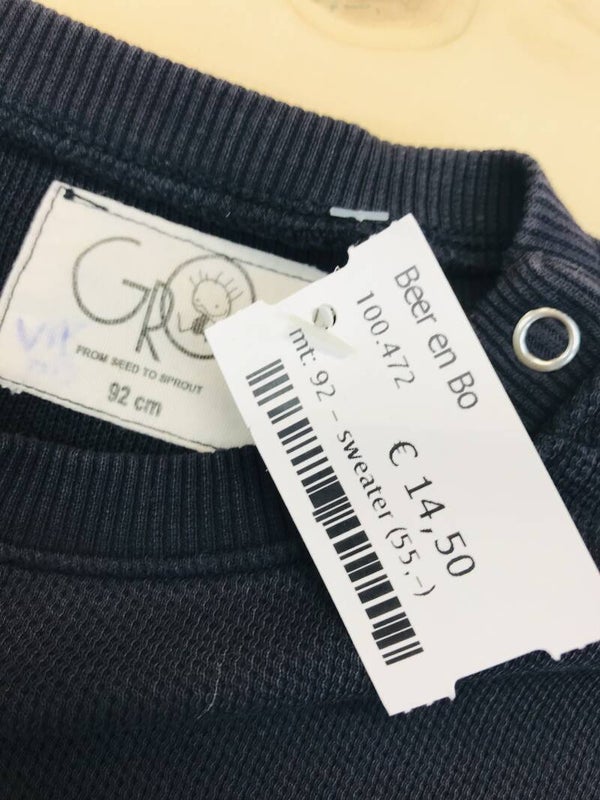 GRO
FROM SEED TO SPROUT
92 cm
Beer en Bo
100.472
€ 14,50
mt: 92 - sweater (55,-)